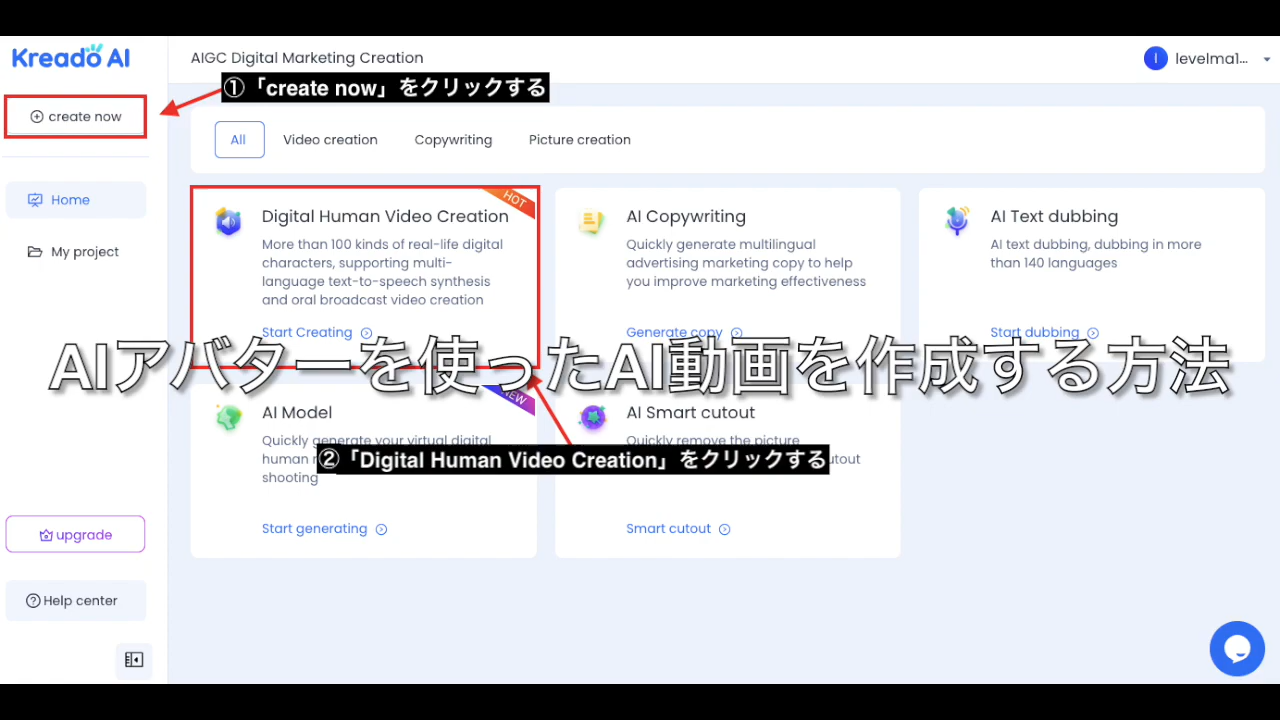 Kreado AI
AIGC Digital Marketing Creation
levelma1...
①「create now」をクリックする
create now
All
Video creation
Copywriting
Picture creation
Home
My project
HOT
Digital Human Video Creation
More than 100 kinds of real-life digital
characters, supporting multi-
language text-to-speech synthesis
and oral broadcast video creation
Start Creating
AI Copywriting
Quickly generate multilingual
advertising marketing copy to help
you improve marketing effectiveness
Generate copy
AI Text dubbing
AI text dubbing, dubbing in more
than 140 languages
Start dubbing
AIアバターを使ったAI動画を作成する方法
NEW
AI Model
Quickly generate your virtual digital
human
shooting
Start generating
②「Digital Human Video Creation」をクリックする
AI Smart cutout
Quickly remove the picture
Smart cutout
upgrade
Help center